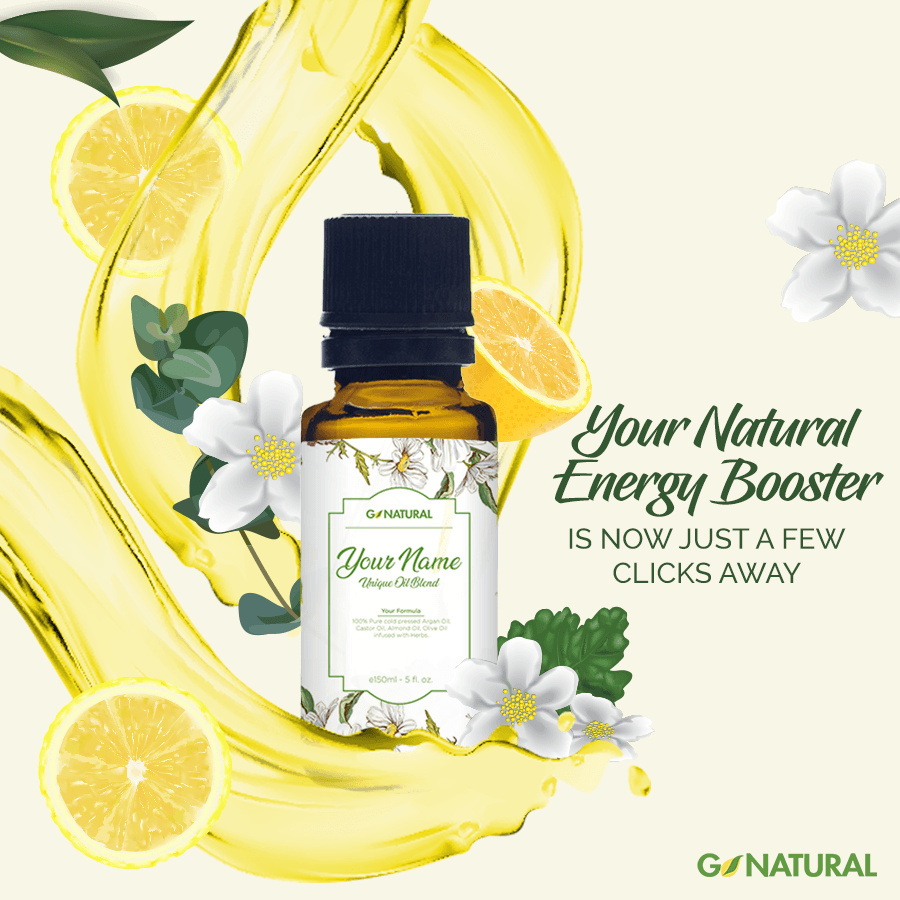 Your Natural
Energy Booster
IS NOW JUST A FEW
CLICKS AWAY
GO NATURAL
Your Name
Unique Oil Blend
Your Formula
100% Pure cold pressed Argan Oil,
Castor Oil, Almond Oil, Olive Oil
infused with Herbs.
e150ml - 5 fl. oz.
GO NATURAL